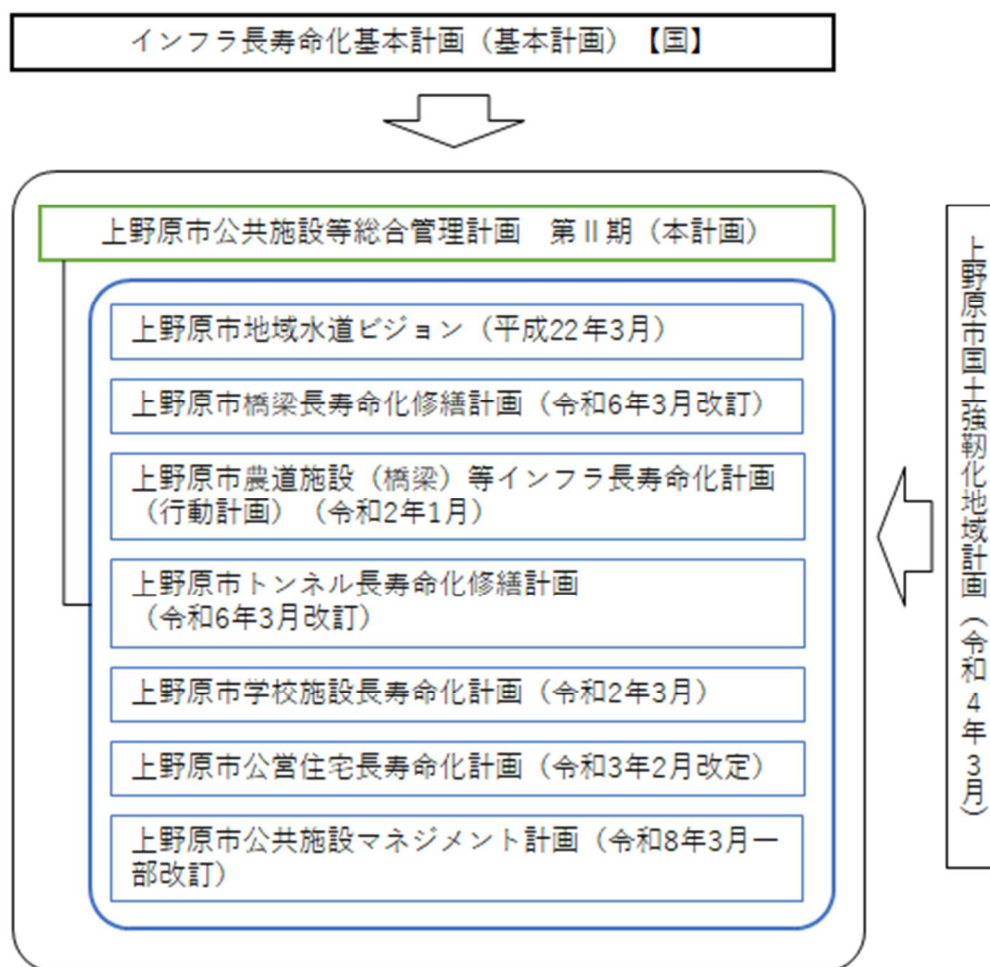 インフラ長寿命化基本計画（基本計画）【国】
上野原市公共施設等総合管理計画　第Ⅱ期（本計画）
上野原市地域水道ビジョン（平成22年3月）
上野原市橋梁長寿命化修繕計画（令和6年3月改訂）
上野原市農道施設（橋梁）等インフラ長寿命化計画
（行動計画）（令和2年1月）
上野原市トンネル長寿命化修繕計画
（令和6年3月改訂）
上野原市学校施設長寿命化計画（令和2年3月）
上野原市公営住宅長寿命化計画（令和3年2月改定）
上野原市公共施設マネジメント計画（令和8年3月一
部改訂）
上野原市国土強靭化地域計画（令和4年3月）